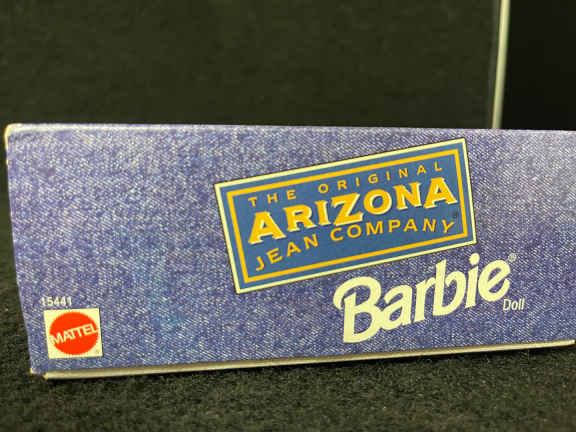 THE ORIGINAL
ARIZONA
JEAN COMPANY®
Barbie®
Doll
15441
MATTEL